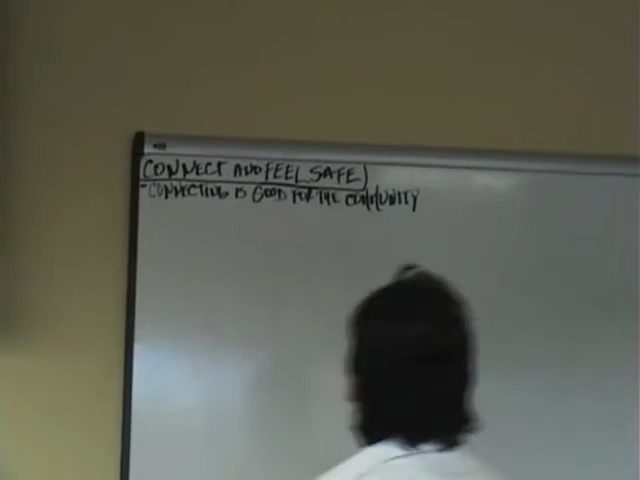 CONNECT AND FEEL SAFE
- CONNECTING IS GOOD FOR THE COMMUNITY